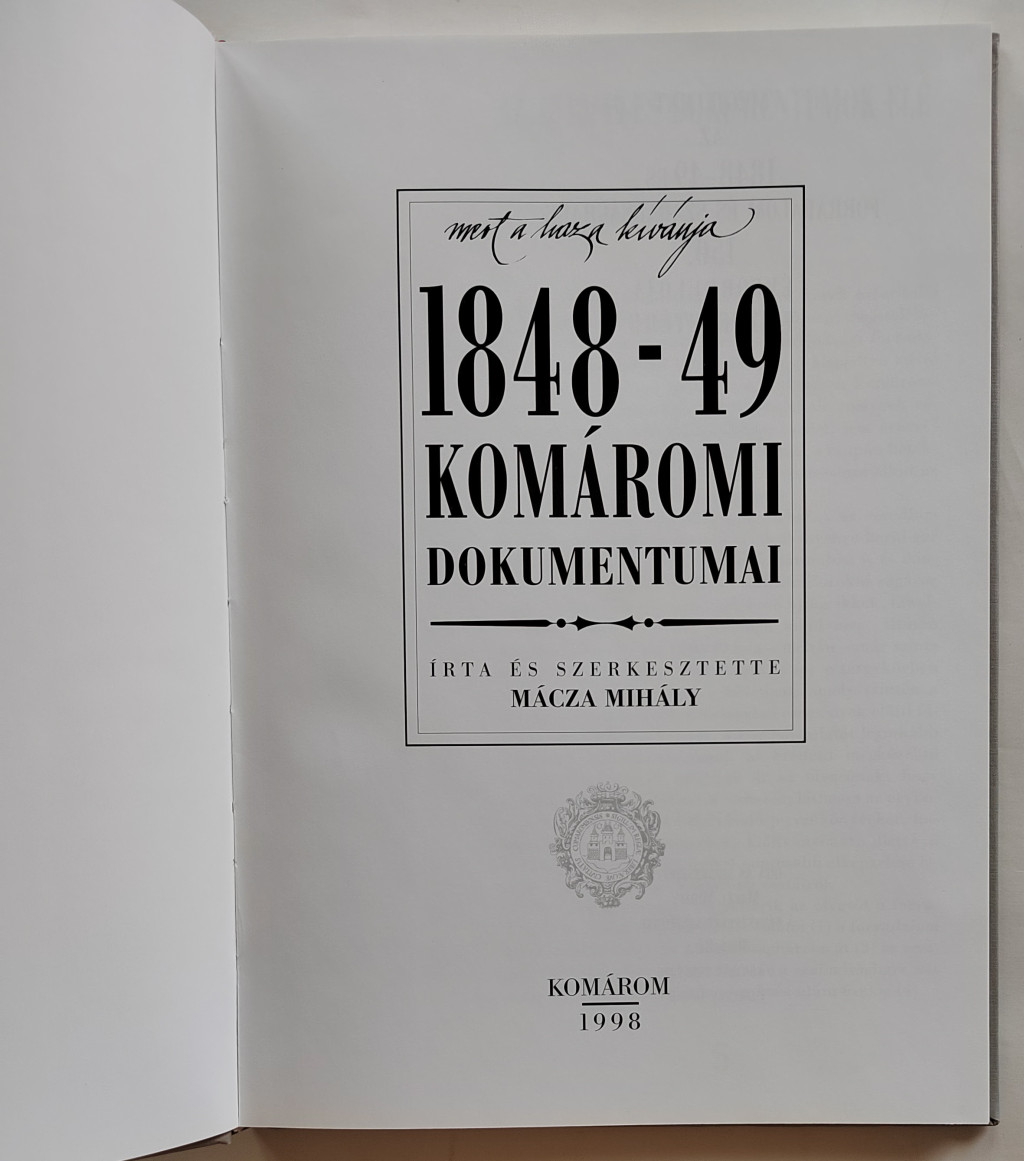 mert a haza kívánja
1848-49
KOMÁROMI
DOKUMENTUMAI
ÍRTA ÉS SZERKESZTETTE
MÁCZA MIHÁLY
KOMÁROM
1998